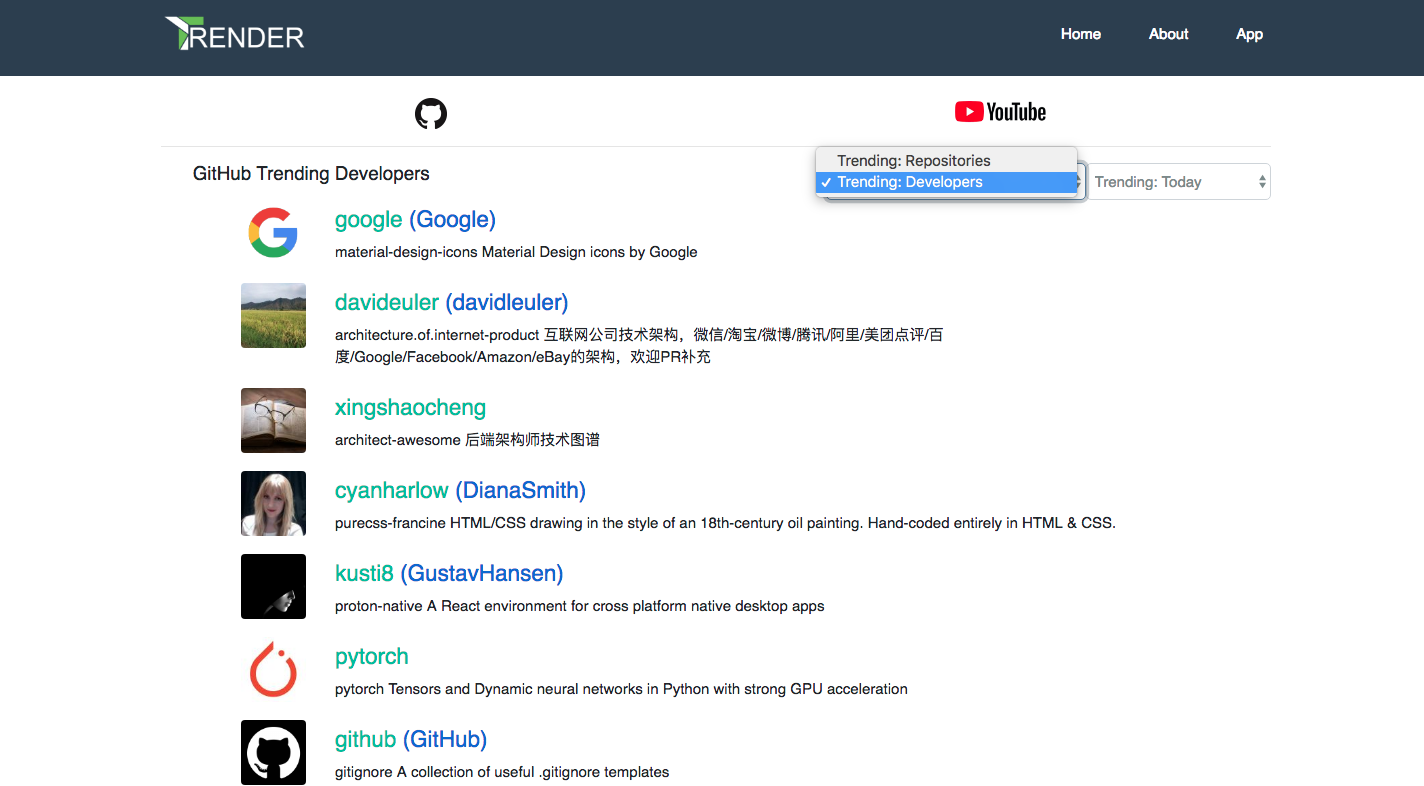 TRENDER
Home
About
App
YouTube
GitHub Trending Developers
Trending: Repositories
✓ Trending: Developers
Trending: Today
google (Google)
material-design-icons Material Design icons by Google
davideuler (davidleuler)
architecture.of.internet-product 互联网公司技术架构，微信/淘宝/微博/腾讯/阿里/美团点评/百
度/Google/Facebook/Amazon/eBay的架构，欢迎PR补充
xingshaocheng
architect-awesome 后端架构师技术图谱
cyanharlow (DianaSmith)
purecss-francine HTML/CSS drawing in the style of an 18th-century oil painting. Hand-coded entirely in HTML & CSS.
kusti8 (GustavHansen)
proton-native A React environment for cross platform native desktop apps
pytorch
pytorch Tensors and Dynamic neural networks in Python with strong GPU acceleration
github (GitHub)
gitignore A collection of useful .gitignore templates